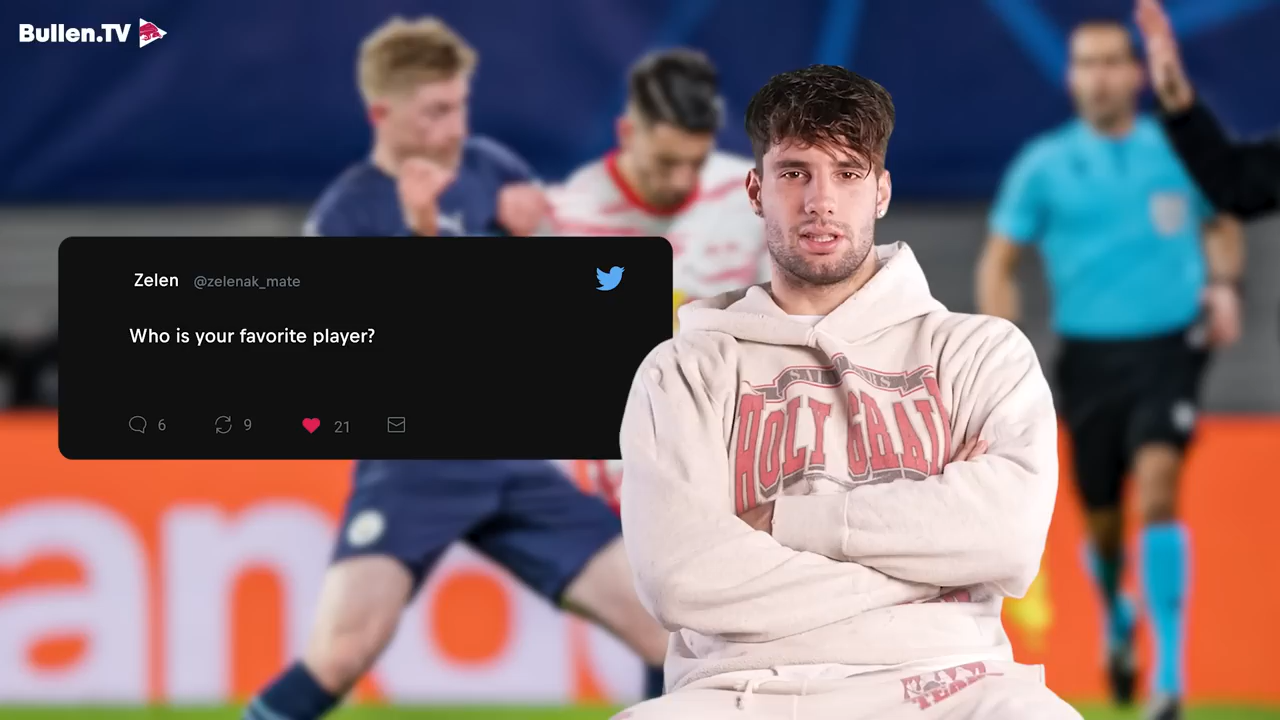 Bullen.TV
Zelen @zelenak_mate
Who is your favorite player?
6 9 21
HOLY GRAIL